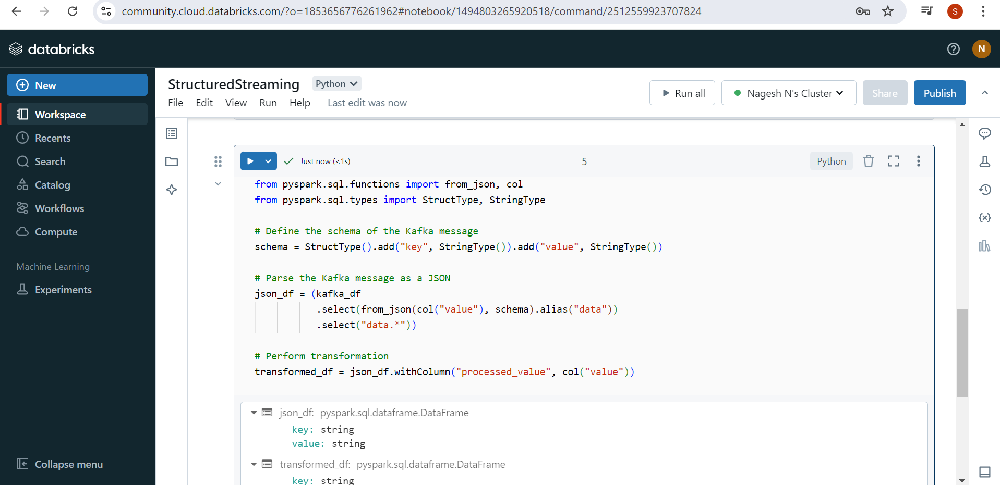 community.cloud.databricks.com/?o=1853656776261962#notebook/1494803265920518/command/2512559923707824
S
databricks
N
New
Workspace
Recents
Search
Catalog
Workflows
Compute
Machine Learning
Experiments
Collapse menu
StructuredStreaming Python
File Edit View Run Help Last edit was now
Run all Nagesh N's Cluster Share Publish
Just now (<1s) 5 Python
from pyspark.sql.functions import from_json, col
from pyspark.sql.types import StructType, StringType
# Define the schema of the Kafka message
schema = StructType().add("key", StringType()).add("value", StringType())
# Parse the Kafka message as a JSON
json_df = (kafka_df
.select(from_json(col("value"), schema).alias("data"))
.select("data.*"))
# Perform transformation
transformed_df = json_df.withColumn("processed_value", col("value"))
json_df: pyspark.sql.dataframe.DataFrame
key: string
value: string
transformed_df: pyspark.sql.dataframe.DataFrame
key: string